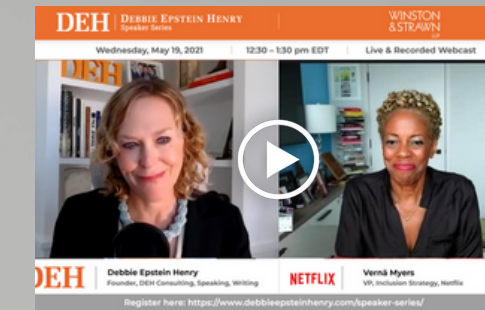 DEH DEBBIE EPSTEIN HENRY
Speaker Series
WINSTON
& STRAWN
LLP
Wednesday, May 19, 2021 12:30 – 1:30 pm EDT Live & Recorded Webcast
DEH
DEH Debbie Epstein Henry
Founder, DEH Consulting, Speaking, Writing
NETFLIX Vernā Myers
VP, Inclusion Strategy, Netflix
Register here: https://www.debbieepsteinhenry.com/speaker-series/